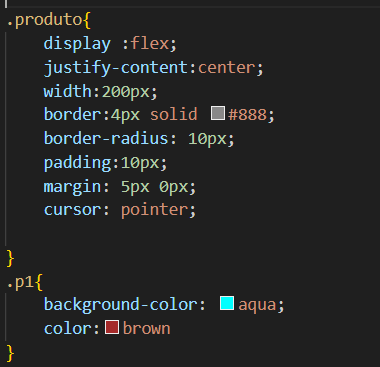 .produto{
display :flex;
justify-content:center;
width:200px;
border:4px solid #888;
border-radius: 10px;
padding:10px;
margin: 5px 0px;
cursor: pointer;
}
.p1{
background-color: aqua;
color:brown
}